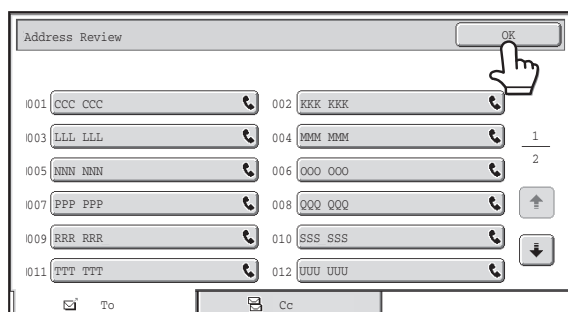 Address Review OK
001 CCC CCC 002 KKK KKK
003 LLL LLL 004 MMM MMM 1
005 NNN NNN 006 OOO OOO 2
007 PPP PPP 008 QQQ QQQ
009 RRR RRR 010 SSS SSS
011 TTT TTT 012 UUU UUU
To Cc